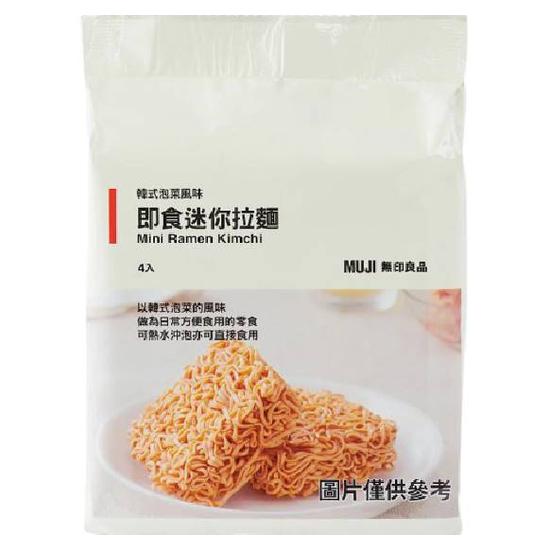 韓式泡菜風味
即食迷你拉麵
Mini Ramen Kimchi
4入
MUJI 無印良品
以韓式泡菜的風味
做為日常方便食用的零食
可熱水沖泡亦可直接食用
圖片僅供參考